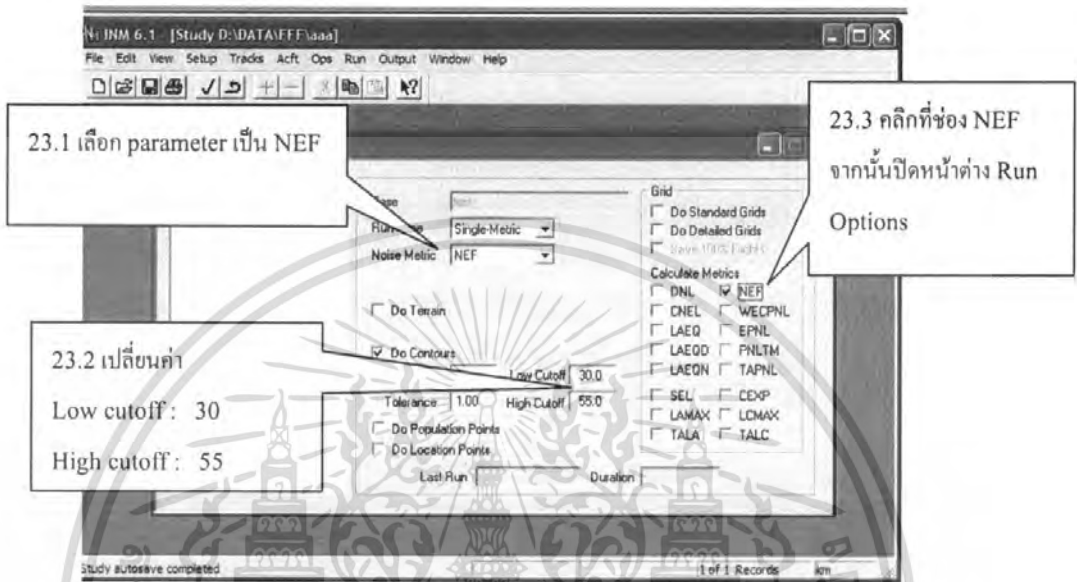 INM 6.1 - [Study D:\DATA\FFF\aaa]
File Edit View Setup Tracks Acft Ops Run Output Window Help
23.1 เลือก parameter เป็น NEF
23.3 คลิกที่ช่อง NEF
จากนั้นปิดหน้าต่าง Run
Options
Single-Metric
Noise Metric NEF
Do Terrain
Do Contours
Low Cutoff 30.0
Tolerance 1.00 High Cutoff 55.0
Do Population Points
Do Location Points
Last Run Duration
Grid
Do Standard Grids
Do Detailed Grids
Calculate Metrics
DNL NEF
CNEL WECPNL
LAEQ EPNL
LAEQD PNLTM
LAEQN TAPNL
SEL CEXP
LAMAX LCMAX
TALA TALC
23.2 เปลี่ยนค่า
Low cutoff : 30
High cutoff : 55
Study autosave completed 1 of 1 Records km